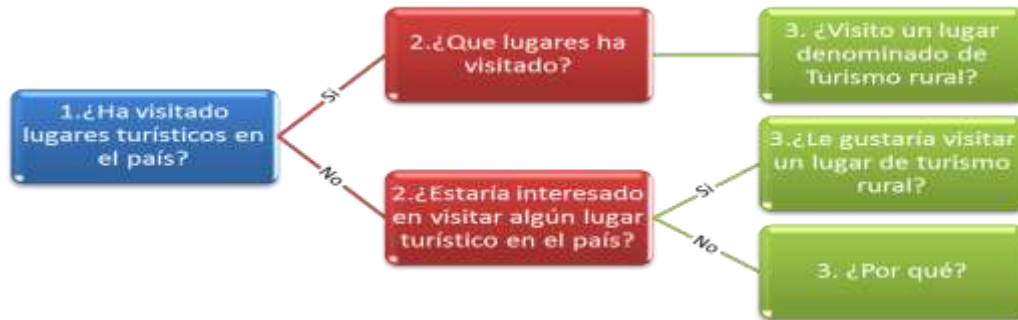 1.¿Ha visitado
lugares turísticos en
el país?
Si
2.¿Que lugares ha
visitado?
3. ¿Visito un lugar
denominado de
Turismo rural?
No
2.¿Estaría interesado
en visitar algún lugar
turístico en el país?
Si
3.¿Le gustaría visitar
un lugar de turismo
rural?
No
3. ¿Por qué?